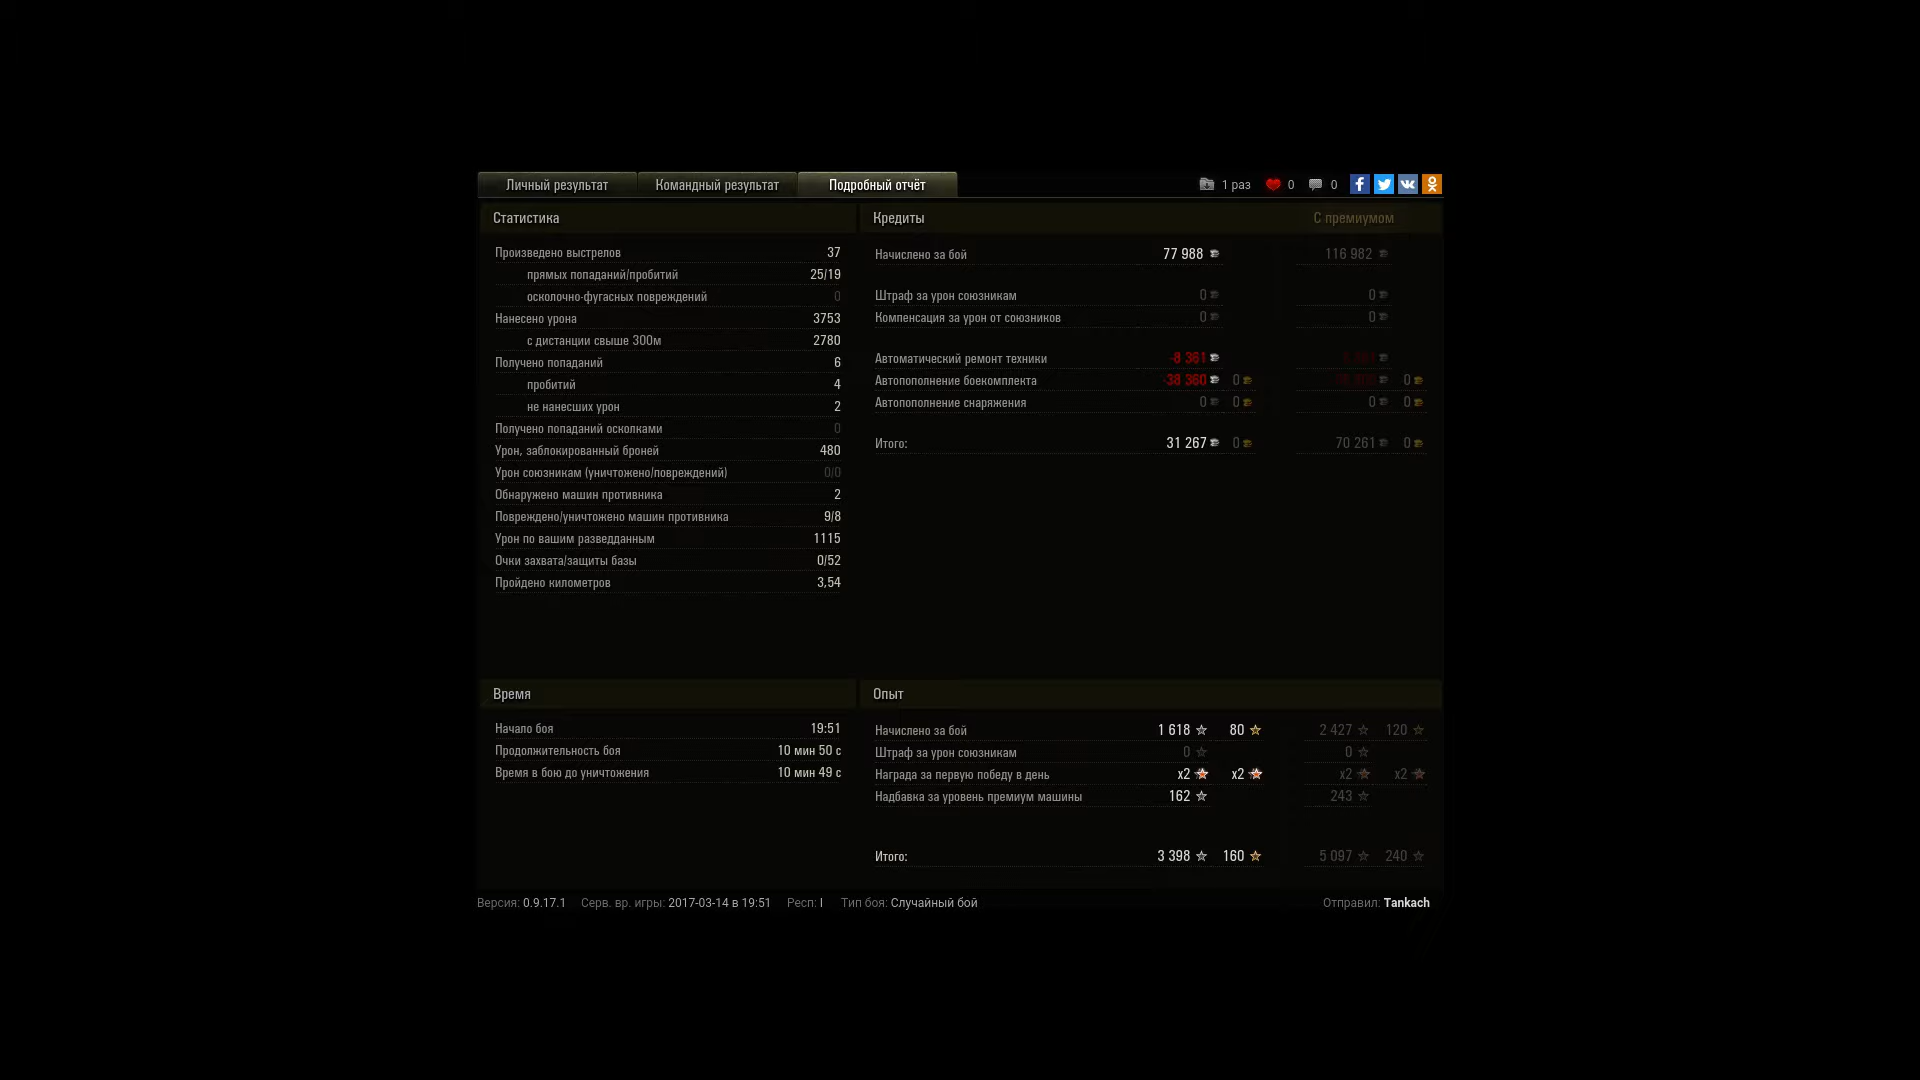 Личный результат Командный результат Подробный отчёт 1 раз 0 0
Статистика
Произведено выстрелов 37
прямых попаданий/пробитий 25/19
осколочно-фугасных повреждений 0
Нанесено урона 3753
с дистанции свыше 300м 2780
Получено попаданий 6
пробитий 4
не нанесших урон 2
Получено попаданий осколками 0
Урон, заблокированный броней 480
Урон союзникам (уничтожено/повреждений) 0/0
Обнаружено машин противника 2
Повреждено/уничтожено машин противника 9/8
Урон по вашим разведданным 1115
Очки захвата/защиты базы 0/52
Пройдено километров 3,54
Кредиты С премиумом
Начислено за бой 77 988 116 982
Штраф за урон союзникам 0 0
Компенсация за урон от союзников 0 0
Автоматический ремонт техники -8 361
Автопополнение боекомплекта -38 360 0 0
Автопополнение снаряжения 0 0 0 0
Итого: 31 267 0 70 261 0
Время
Начало боя 19:51
Продолжительность боя 10 мин 50 с
Время в бою до уничтожения 10 мин 49 с
Опыт
Начислено за бой 1 618 80 2 427 120
Штраф за урон союзникам 0 0
Награда за первую победу в день x2 x2 x2 x2
Надбавка за уровень премиум машины 162 243
Итого: 3 398 160 5 097 240
Версия: 0.9.17.1 Серв. вр. игры: 2017-03-14 в 19:51 Респ: I Тип боя: Случайный бой Отправил: Tankach